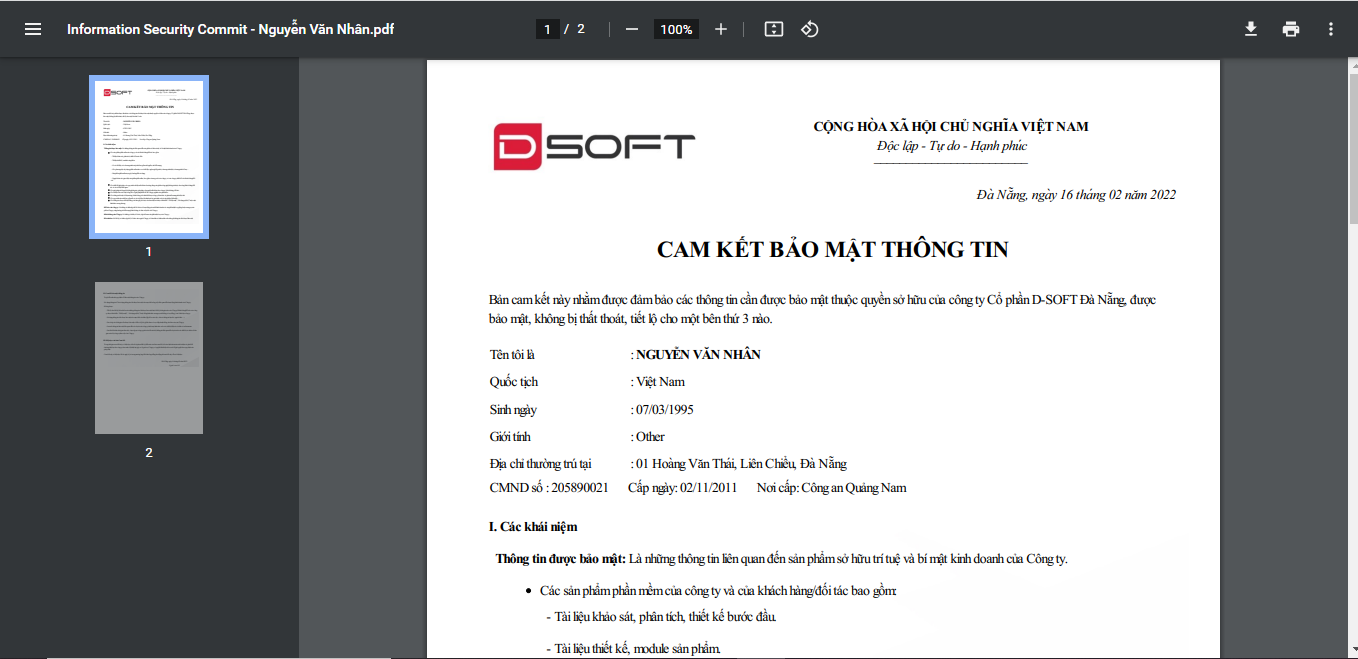 Information Security Commit - Nguyễn Văn Nhân.pdf
1 / 2
100%
1
2
DSOFT
CỘNG HÒA XÃ HỘI CHỦ NGHĨA VIỆT NAM
Độc lập - Tự do - Hạnh phúc
Đà Nẵng, ngày 16 tháng 02 năm 2022
CAM KẾT BẢO MẬT THÔNG TIN
Bản cam kết này nhằm được đảm bảo các thông tin cần được bảo mật thuộc quyền sở hữu của công ty Cổ phần D-SOFT Đà Nẵng, được
bảo mật, không bị thất thoát, tiết lộ cho một bên thứ 3 nào.
Tên tôi là : NGUYỄN VĂN NHÂN
Quốc tịch : Việt Nam
Sinh ngày : 07/03/1995
Giới tính : Other
Địa chỉ thường trú tại : 01 Hoàng Văn Thái, Liên Chiểu, Đà Nẵng
CMND số : 205890021 Cấp ngày: 02/11/2011 Nơi cấp: Công an Quảng Nam
I. Các khái niệm
Thông tin được bảo mật: Là những thông tin liên quan đến sản phẩm sở hữu trí tuệ và bí mật kinh doanh của Công ty.
• Các sản phẩm phần mềm của công ty và của khách hàng/đối tác bao gồm:
- Tài liệu khảo sát, phân tích, thiết kế bước đầu.
- Tài liệu thiết kế, module sản phẩm.